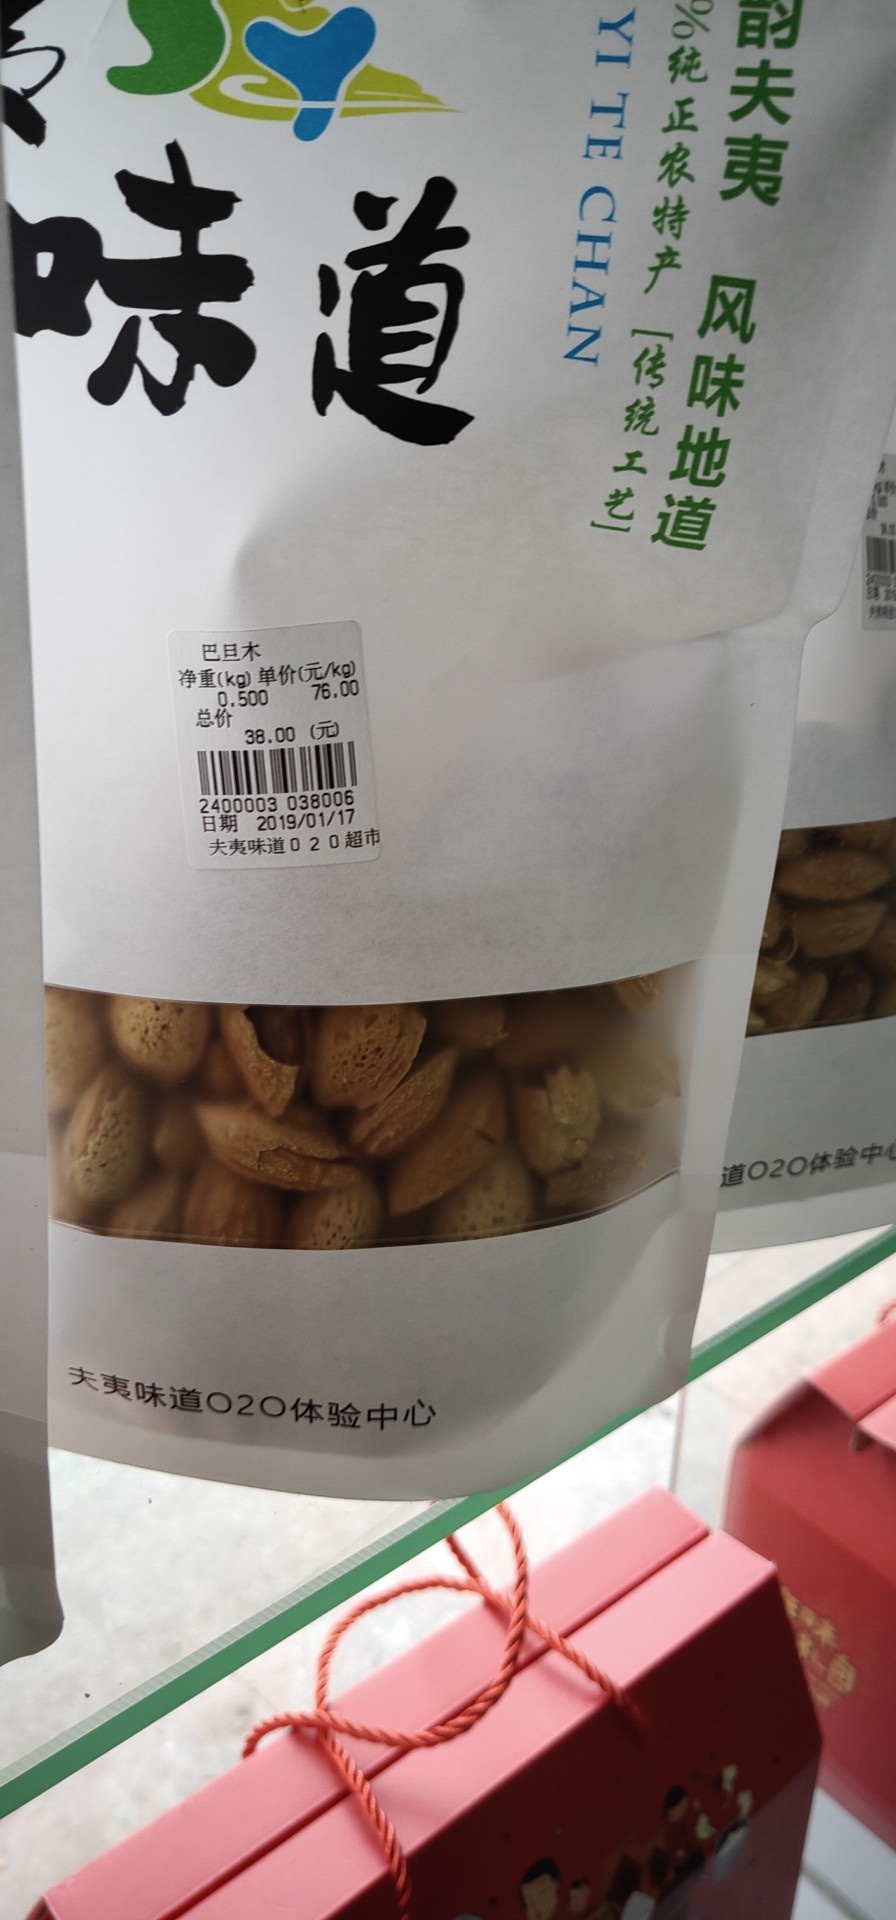 味道
YI TE CHAN
%纯正农特产[传统工艺]
韵夫夷 风味地道
巴旦木
净重(kg) 单价(元/kg)
0.500 76.00
总价
38.00 (元)
2400003 038006
日期 2019/01/17
夫夷味道020超市
夫夷味道O2O体验中心
道O2O体验中心